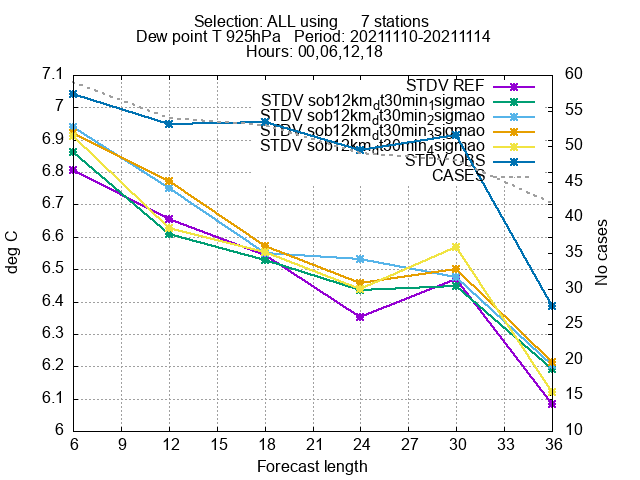 Selection: ALL using 7 stations
Dew point T 925hPa Period: 20211110-20211114
Hours: 00,06,12,18
7.1
7
6.9
6.8
6.7
6.6
6.5
6.4
6.3
6.2
6.1
6
deg C
STDV REF
STDV sob12km_dt30min_1sigmao
STDV sob12km_dt30min_2sigmao
STDV sob12km_dt30min_3sigmao
STDV sob12km_dt30min_4sigmao
STDV OBS
CASES
60
55
50
45
40
35
30
25
20
15
10
No cases
6 9 12 15 18 21 24 27 30 33 36
Forecast length